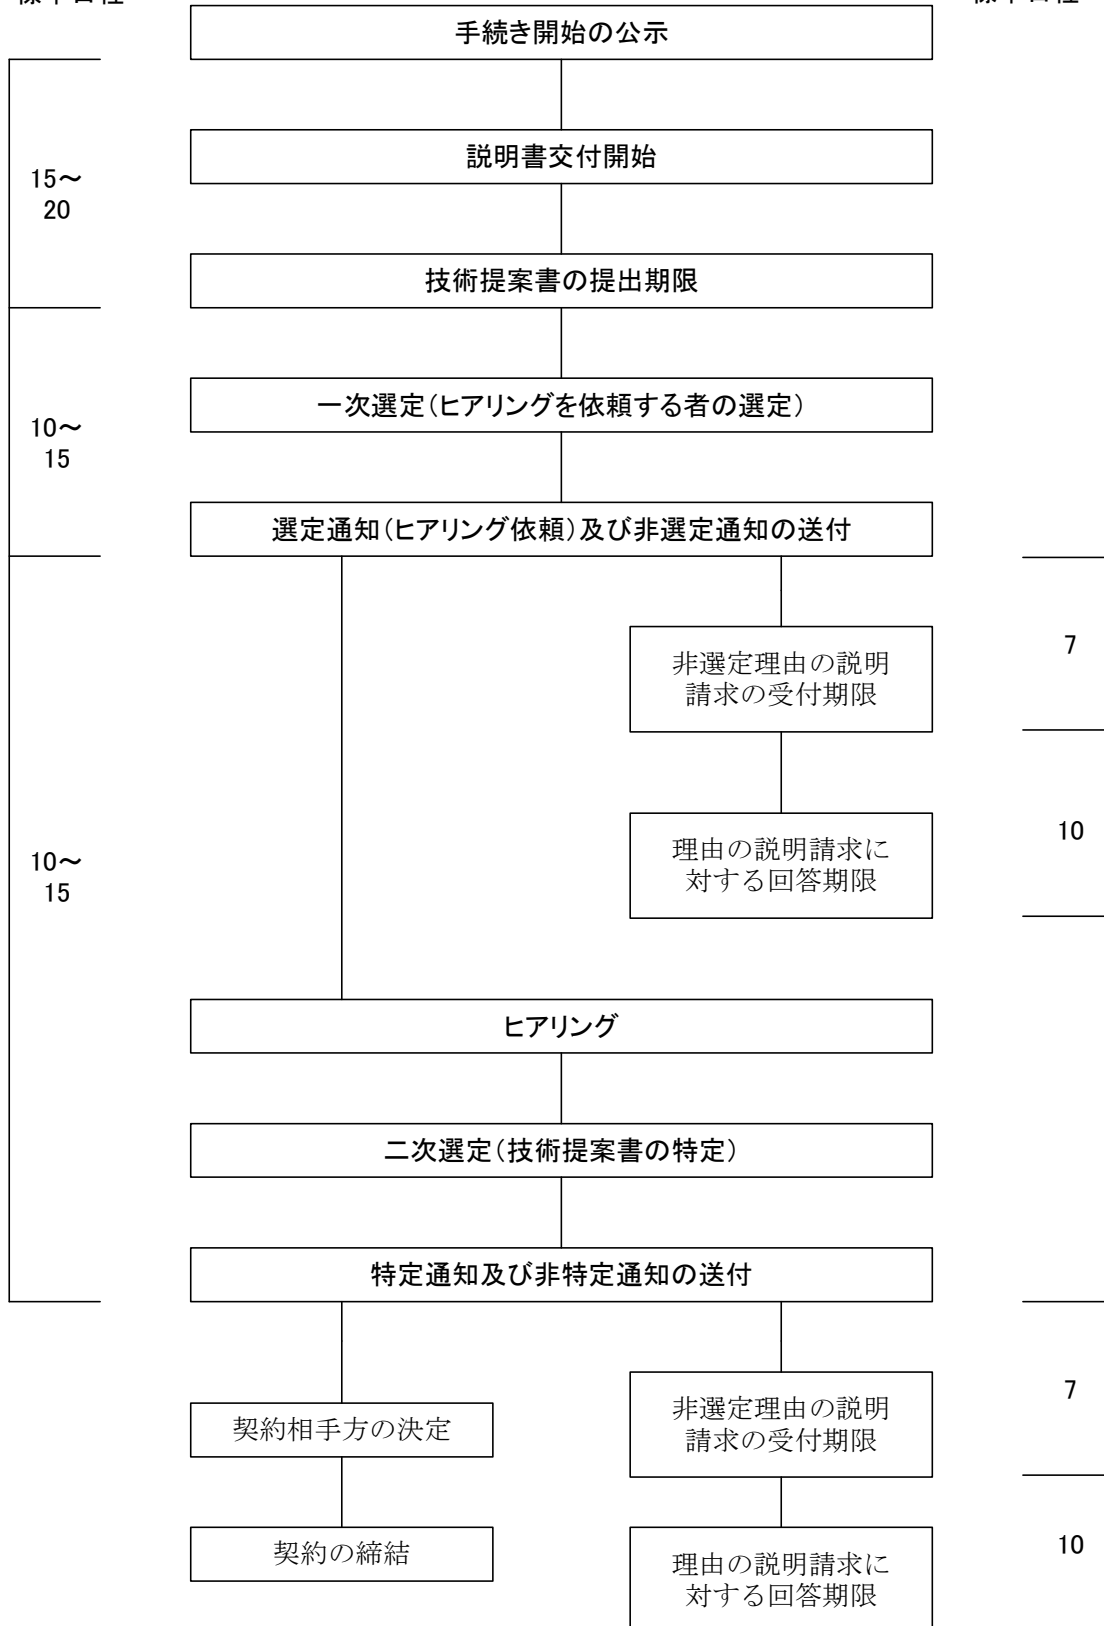 手続き開始の公示
説明書交付開始
15～
20
技術提案書の提出期限
一次選定(ヒアリングを依頼する者の選定)
10～
15
選定通知(ヒアリング依頼)及び非選定通知の送付
非選定理由の説明
請求の受付期限
7
理由の説明請求に
対する回答期限
10
10～
15
ヒアリング
二次選定(技術提案書の特定)
特定通知及び非特定通知の送付
契約相手方の決定
非選定理由の説明
請求の受付期限
7
契約の締結
理由の説明請求に
対する回答期限
10